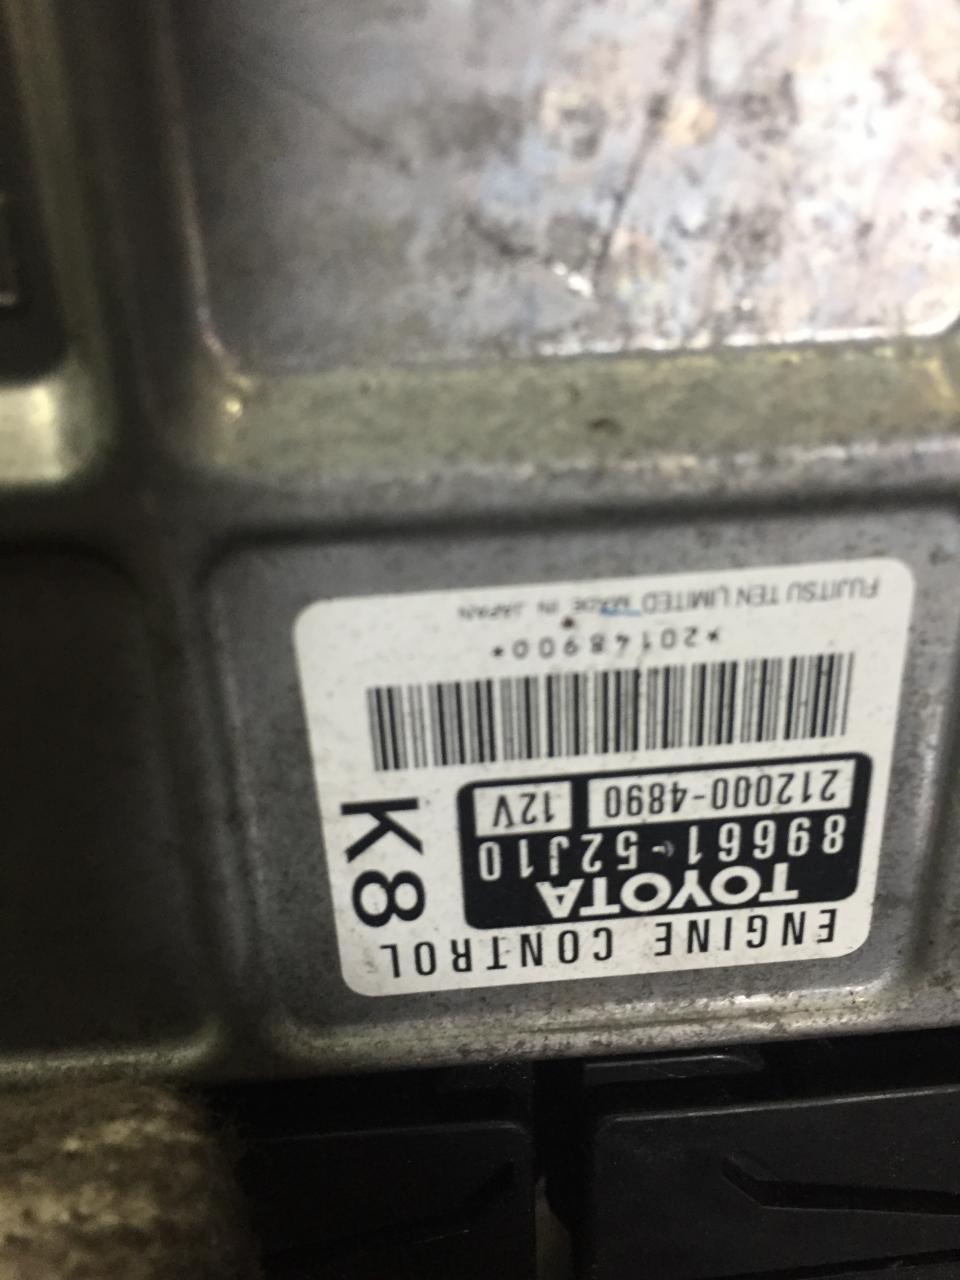 ENGINE CONTROL
TOYOTA
89661-52J10
212000-4890 12V
K8
*20148900*
FUJITSU TEN LIMITED MADE IN JAPAN